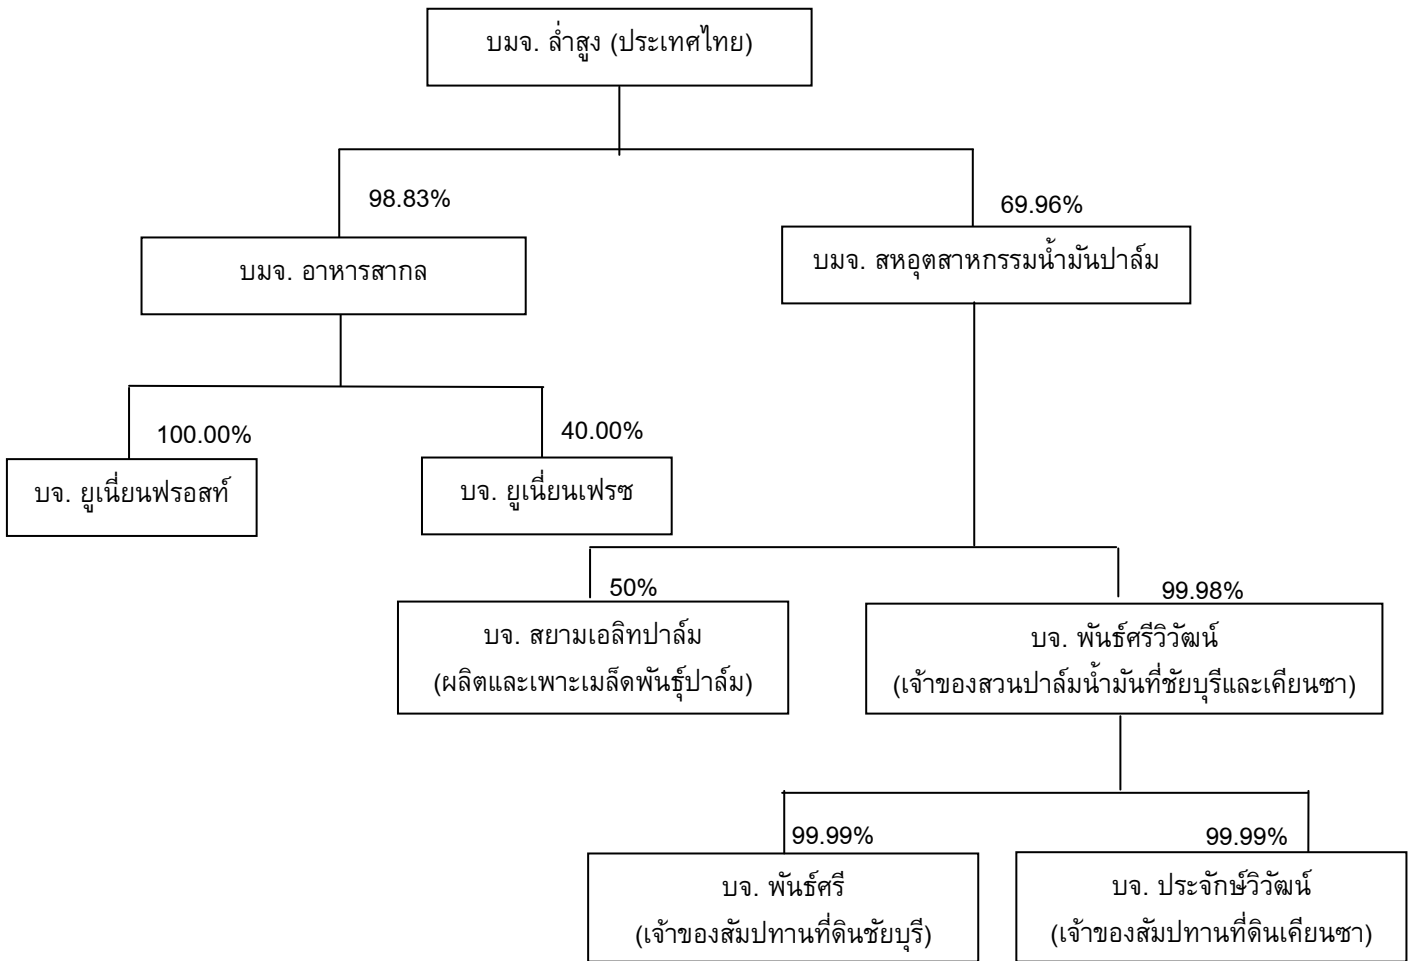 บมจ. ล่ำสูง (ประเทศไทย)
98.83%
69.96%
บมจ. อาหารสากล
บมจ. สหอุตสาหกรรมน้ำมันปาล์ม
100.00%
40.00%
บจ. ยูเนี่ยนฟรอสท์
บจ. ยูเนี่ยนเฟรซ
50%
99.98%
บจ. สยามเอลิทปาล์ม
(ผลิตและเพาะเมล็ดพันธุ์ปาล์ม)
บจ. พันธ์ศรีวิวัฒน์
(เจ้าของสวนปาล์มน้ำมันที่ชัยบุรีและเคียนซา)
99.99%
99.99%
บจ. พันธ์ศรี
(เจ้าของสัมปทานที่ดินชัยบุรี)
บจ. ประจักษ์วิวัฒน์
(เจ้าของสัมปทานที่ดินเคียนซา)